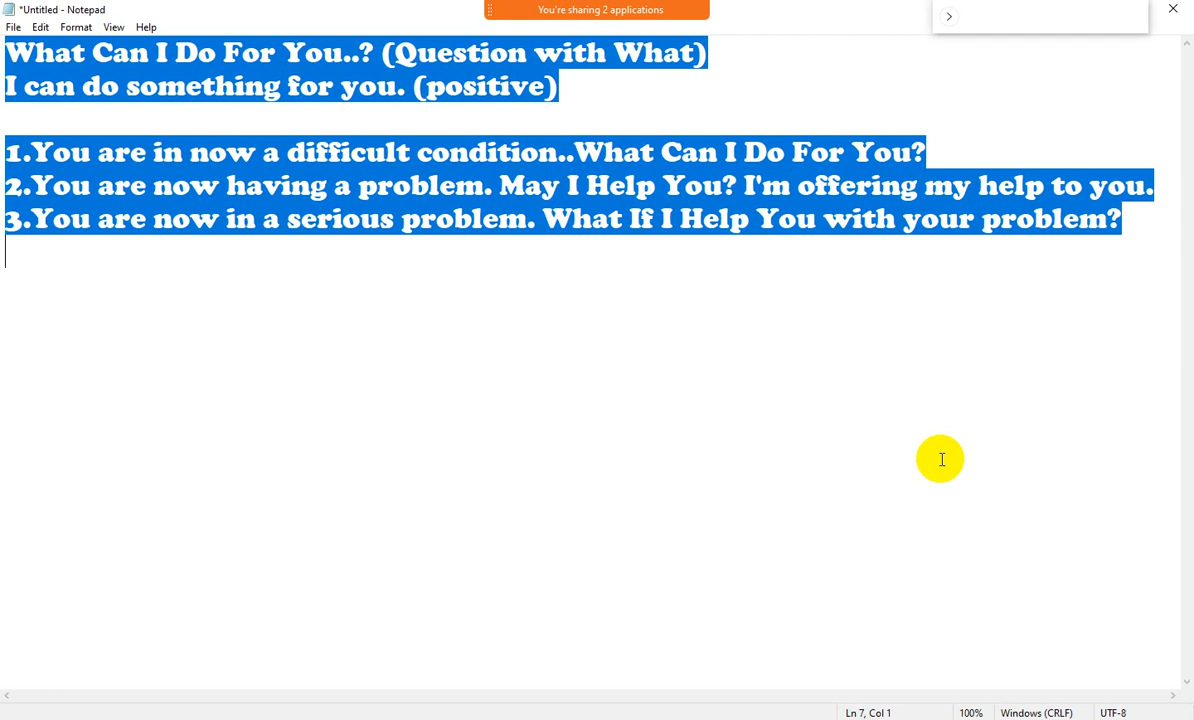 *Untitled - Notepad
You're sharing 2 applications
File Edit Format View Help
What Can I Do For You..? (Question with What)
I can do something for you. (positive)
1.You are in now a difficult condition..What Can I Do For You?
2.You are now having a problem. May I Help You? I'm offering my help to you.
3.You are now in a serious problem. What If I Help You with your problem?
Ln 7, Col 1 100% Windows (CRLF) UTF-8